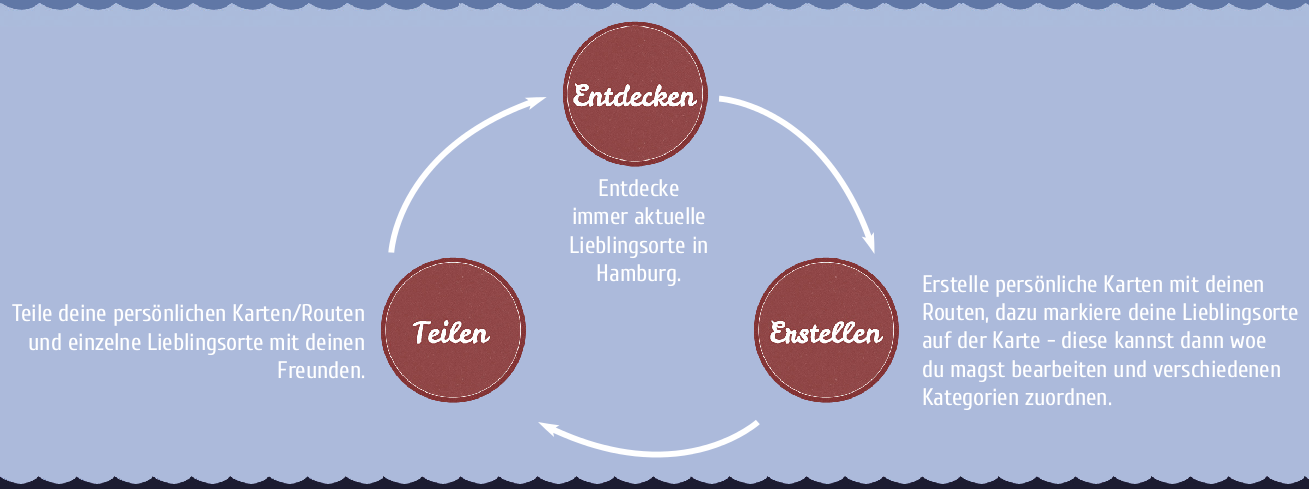 Entdecken
Entdecke
immer aktuelle
Lieblingsorte in
Hamburg.
Erstellen
Erstelle persönliche Karten mit deinen
Routen, dazu markiere deine Lieblingsorte
auf der Karte - diese kannst dann woe
du magst bearbeiten und verschiedenen
Kategorien zuordnen.
Teilen
Teile deine persönlichen Karten/Routen
und einzelne Lieblingsorte mit deinen
Freunden.